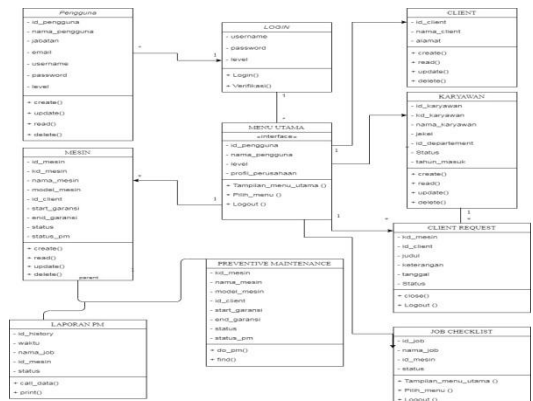 Pengguna
- id_pengguna
- nama_pengguna
- jabatan
- email
- username
- password
- level
+ create()
+ update()
+ read()
+ delete()
LOGIN
- username
- password
- level
+ Login()
+ Verifikasi()
CLIENT
- id_client
- nama_client
- alamat
+ create()
+ read()
+ update()
+ delete()
KARYAWAN
- id_karyawan
- kd_karyawan
- nama_karyawan
- jekel
- id_departement
- Status
- tahun_masuk
+ create()
+ read()
+ update()
+ delete()
MENU UTAMA
«interface»
- id_pengguna
- nama_pengguna
- level
- profil_perusahaan
+ Tampilan_menu_utama ()
+ Pilih_menu ()
+ Logout ()
MESIN
- id_mesin
- kd_mesin
- nama_mesin
- model_mesin
- id_client
- start_garansi
- end_garansi
- status
- status_pm
+ create()
+ read()
+ update()
+ delete()
parent
CLIENT REQUEST
- kd_mesin
- id_client
- judul
- keterangan
- tanggal
- Status
+ close()
+ Logout ()
PREVENTIVE MAINTENANCE
- kd_mesin
- nama_mesin
- model_mesin
- id_client
- start_garansi
- end_garansi
- status
- status_pm
+ do_pm()
+ find()
LAPORAN PM
- id_history
- waktu
- nama_job
- id_mesin
- status
+ call_data()
+ print()
JOB CHECKLIST
- id_job
- nama_job
- id_mesin
- status
+ Tampilan_menu_utama ()
+ Pilih_menu ()
+ Logout ()